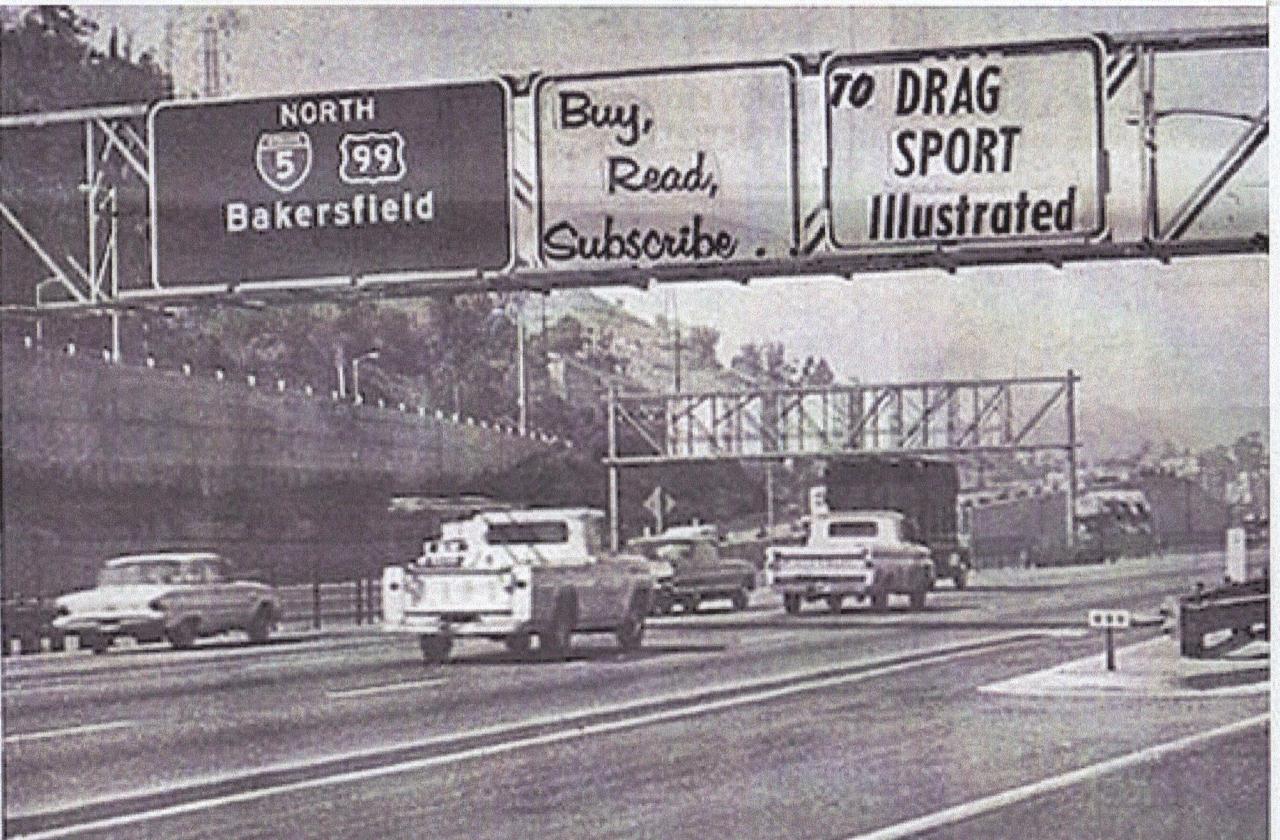 NORTH
5 99
Bakersfield
Buy,
Read,
Subscribe.
TO DRAG
SPORT
Illustrated